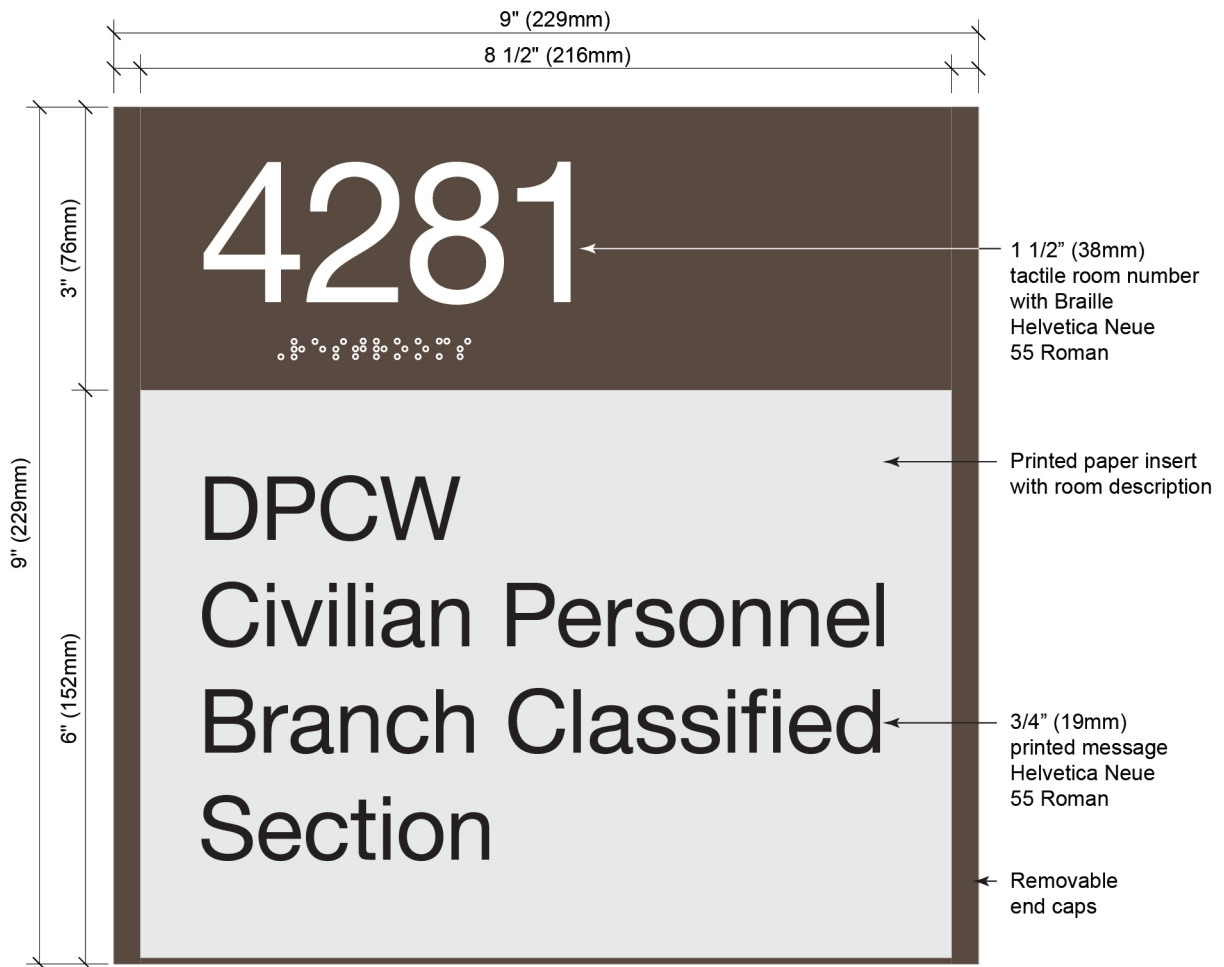 9" (229mm)
8 1/2" (216mm)
3" (76mm)
9" (229mm)
6" (152mm)
4281
1 1/2” (38mm)
tactile room number
with Braille
Helvetica Neue
55 Roman
Printed paper insert
with room description
DPCW
Civilian Personnel
Branch Classified
Section
3/4” (19mm)
printed message
Helvetica Neue
55 Roman
Removable
end caps